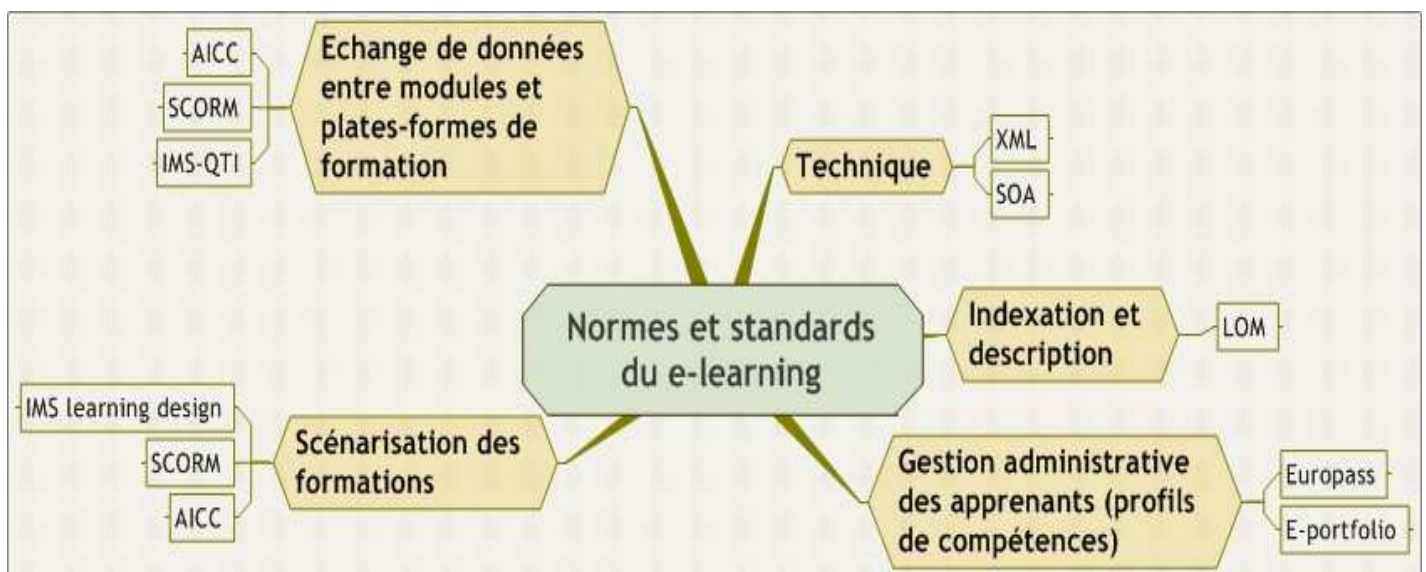 Normes et standards
du e-learning
Echange de données
entre modules et
plates-formes de
formation
AICC
SCORM
IMS-QTI
Technique
XML
SOA
Indexation et
description
LOM
Gestion administrative
des apprenants (profils
de compétences)
Europass
E-portfolio
Scénarisation des
formations
IMS learning design
SCORM
AICC